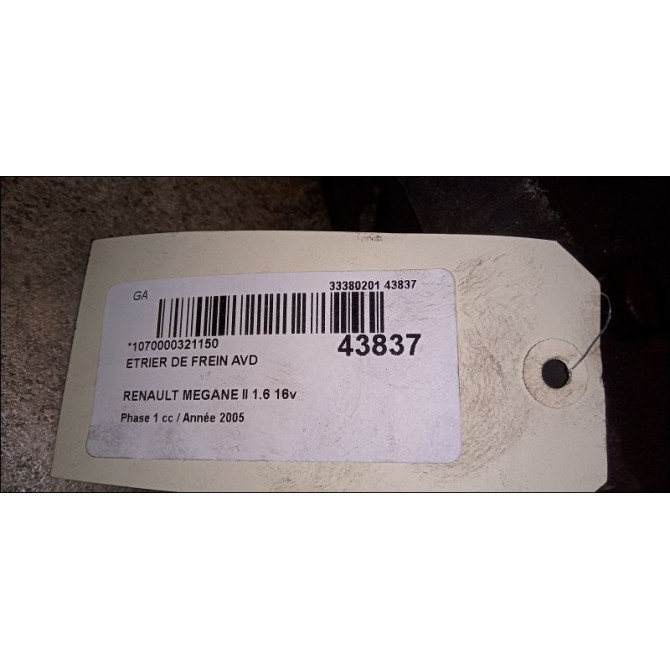 GA
33380201 43837
*1070000321150
43837
ETRIER DE FREIN AVD
RENAULT MEGANE II 1.6 16v
Phase 1 cc / Année 2005